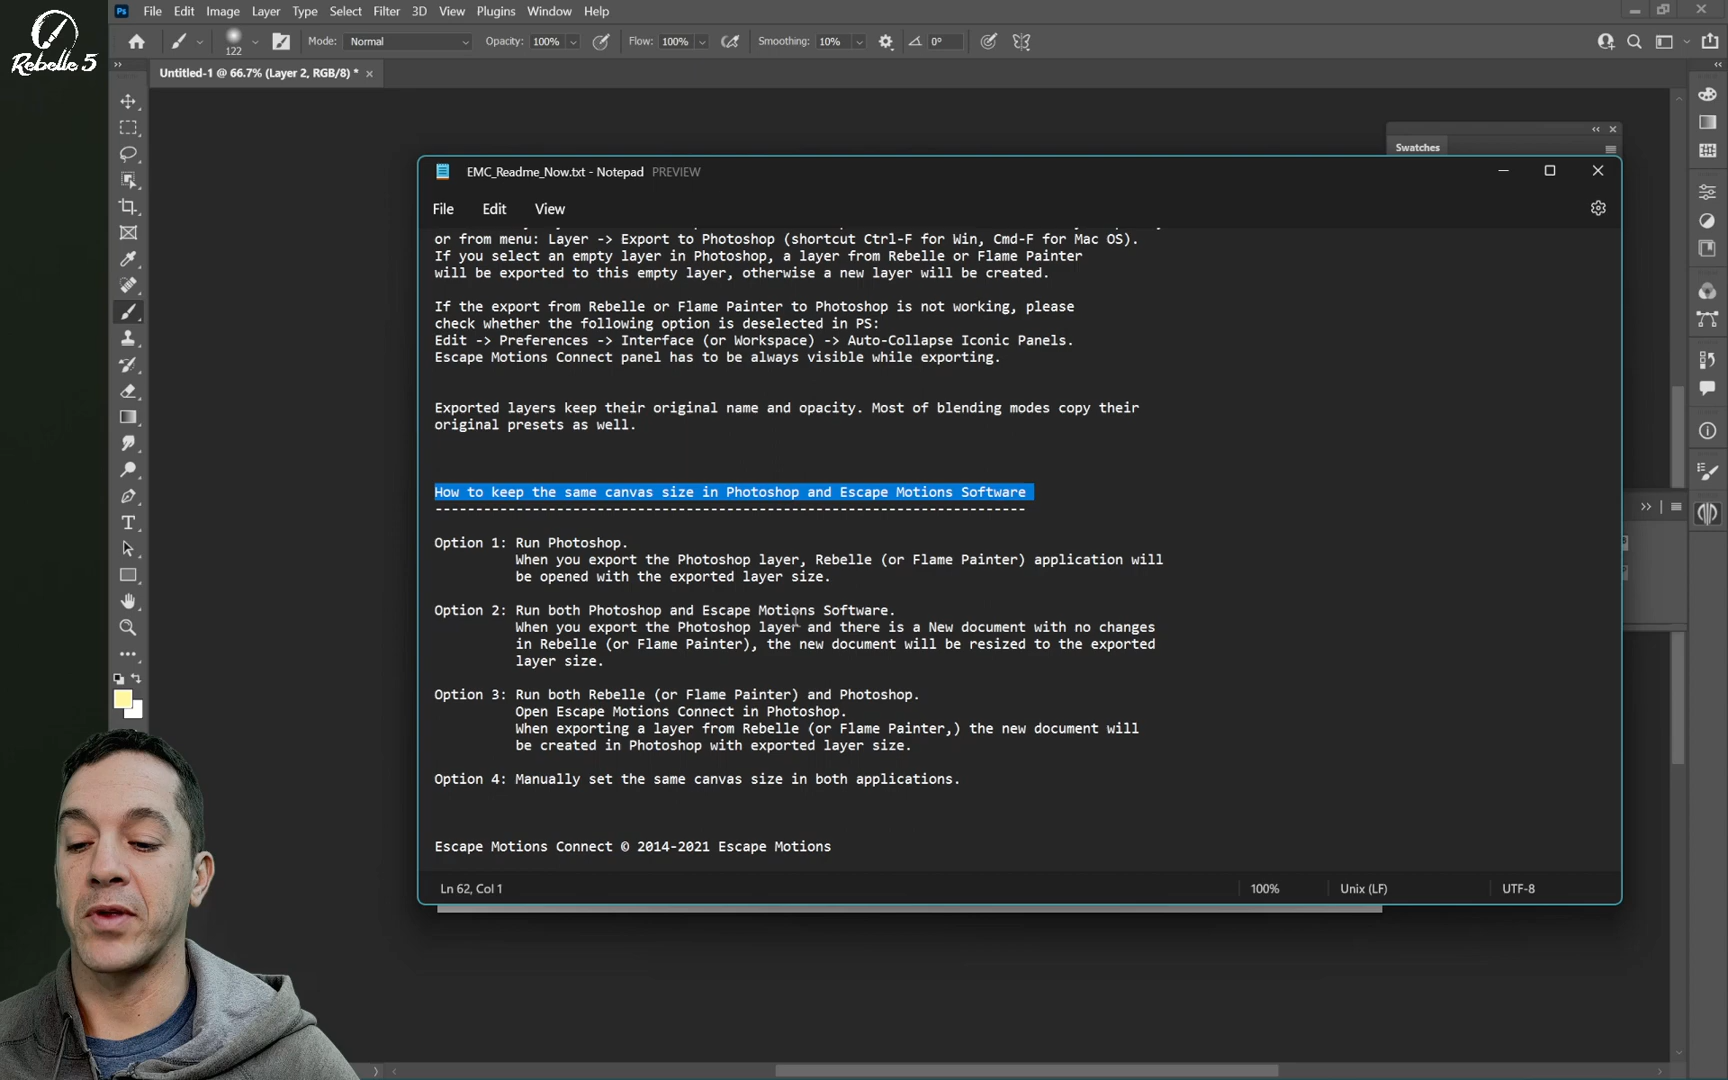 Ps File Edit Image Layer Type Select Filter 3D View Plugins Window Help
Rebelle 5
122 Mode: Normal Opacity: 100% Flow: 100% Smoothing: 10% 0°
Untitled-1 @ 66.7% (Layer 2, RGB/8) *
Swatches
EMC_Readme_Now.txt - Notepad PREVIEW
File Edit View
or from menu: Layer -> Export to Photoshop (shortcut Ctrl-F for Win, Cmd-F for Mac OS).
If you select an empty layer in Photoshop, a layer from Rebelle or Flame Painter
will be exported to this empty layer, otherwise a new layer will be created.
If the export from Rebelle or Flame Painter to Photoshop is not working, please
check whether the following option is deselected in PS:
Edit -> Preferences -> Interface (or Workspace) -> Auto-Collapse Iconic Panels.
Escape Motions Connect panel has to be always visible while exporting.
Exported layers keep their original name and opacity. Most of blending modes copy their
original presets as well.
How to keep the same canvas size in Photoshop and Escape Motions Software
-------------------------------------------------------------------------
Option 1: Run Photoshop.
When you export the Photoshop layer, Rebelle (or Flame Painter) application will
be opened with the exported layer size.
Option 2: Run both Photoshop and Escape Motions Software.
When you export the Photoshop layer and there is a New document with no changes
in Rebelle (or Flame Painter), the new document will be resized to the exported
layer size.
Option 3: Run both Rebelle (or Flame Painter) and Photoshop.
Open Escape Motions Connect in Photoshop.
When exporting a layer from Rebelle (or Flame Painter,) the new document will
be created in Photoshop with exported layer size.
Option 4: Manually set the same canvas size in both applications.
Escape Motions Connect © 2014-2021 Escape Motions
Ln 62, Col 1 100% Unix (LF) UTF-8